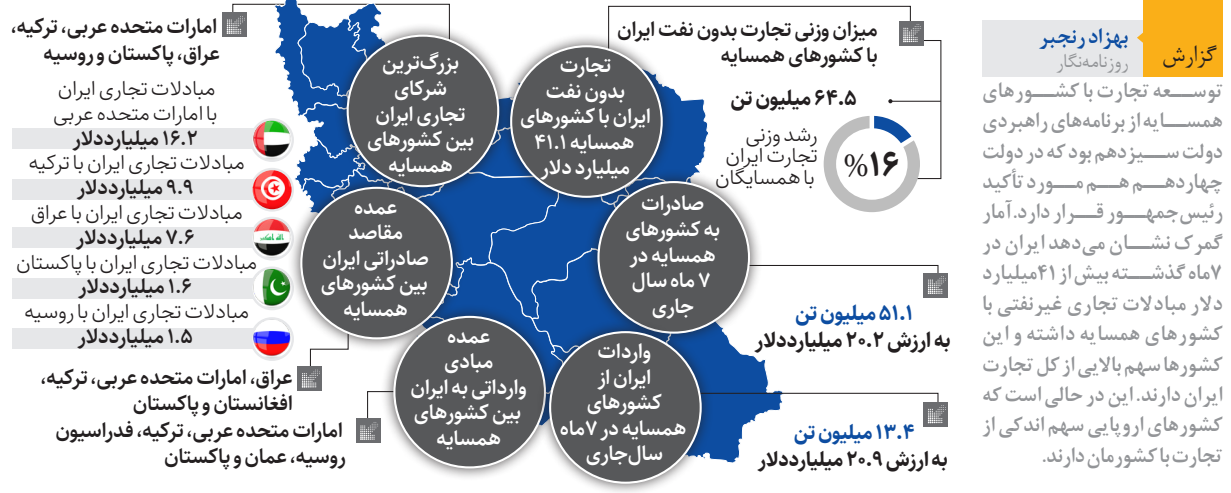 گزارش
بهزاد رنجبر
روزنامه‌نگار
توسعه تجارت با کشورهای
همسایه از برنامه‌های راهبردی
دولت سیزدهم بود که در دولت
چهاردهم هم مورد تأکید
رئیس‌جمهور قرار دارد. آمار
گمرک نشان می‌دهد ایران در
۷ماه گذشته بیش از ۴۱میلیارد
دلار مبادلات تجاری غیرنفتی با
کشورهای همسایه داشته و این
کشورها سهم بالایی از کل تجارت
ایران دارند. این در حالی است که
کشورهای اروپایی سهم اندکی از
تجارت با کشورمان دارند.
میزان وزنی تجارت بدون نفت ایران
با کشورهای همسایه
۶۴.۵ میلیون تن
رشد وزنی
تجارت ایران
با همسایگان
%۱۶
تجارت
بدون نفت
ایران با کشورهای
همسایه ۴۱.۱
میلیارد دلار
صادرات
به کشورهای
همسایه در
۷ ماه سال
جاری
۵۱.۱ میلیون تن
به ارزش ۲۰.۲ میلیارددلار
واردات
ایران از
کشورهای
همسایه در ۷ماه
سال‌جاری
۱۳.۴ میلیون تن
به ارزش ۲۰.۹ میلیارددلار
بزرگ‌ترین
شرکای
تجاری ایران
بین کشورهای
همسایه
امارات متحده عربی، ترکیه،
عراق، پاکستان و روسیه
مبادلات تجاری ایران
با امارات متحده عربی
۱۶.۲ میلیارددلار
مبادلات تجاری ایران با ترکیه
۹.۹ میلیارددلار
مبادلات تجاری ایران با عراق
۷.۶ میلیارددلار
مبادلات تجاری ایران با پاکستان
۱.۶ میلیارددلار
مبادلات تجاری ایران با روسیه
۱.۵ میلیارددلار
عمده
مقاصد
صادراتی ایران
بین کشورهای
همسایه
عراق، امارات متحده عربی، ترکیه،
افغانستان و پاکستان
عمده
مبادی
وارداتی به ایران
بین کشورهای
همسایه
امارات متحده عربی، ترکیه، فدراسیون
روسیه، عمان و پاکستان